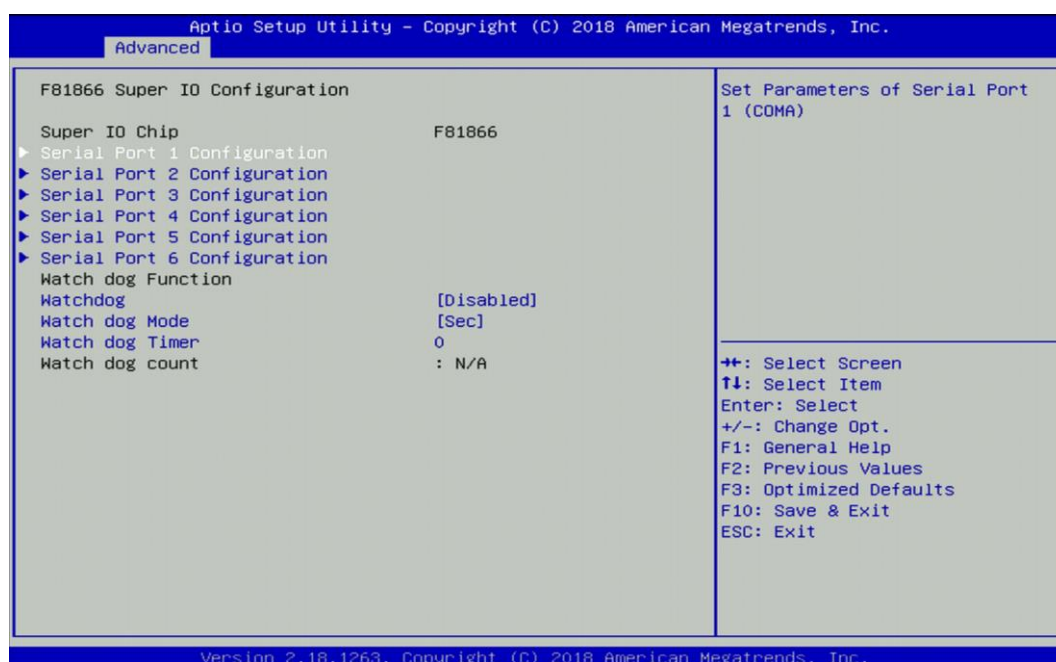 Aptio Setup Utility – Copyright (C) 2018 American Megatrends, Inc.
Advanced
F81866 Super IO Configuration
Super IO Chip F81866
▶ Serial Port 1 Configuration
▶ Serial Port 2 Configuration
▶ Serial Port 3 Configuration
▶ Serial Port 4 Configuration
▶ Serial Port 5 Configuration
▶ Serial Port 6 Configuration
Watch dog Function
Watchdog [Disabled]
Watch dog Mode [Sec]
Watch dog Timer 0
Watch dog count : N/A
Set Parameters of Serial Port
1 (COMA)
→←: Select Screen
↑↓: Select Item
Enter: Select
+/-: Change Opt.
F1: General Help
F2: Previous Values
F3: Optimized Defaults
F10: Save & Exit
ESC: Exit
Version 2.18.1263. Copyright (C) 2018 American Megatrends, Inc.